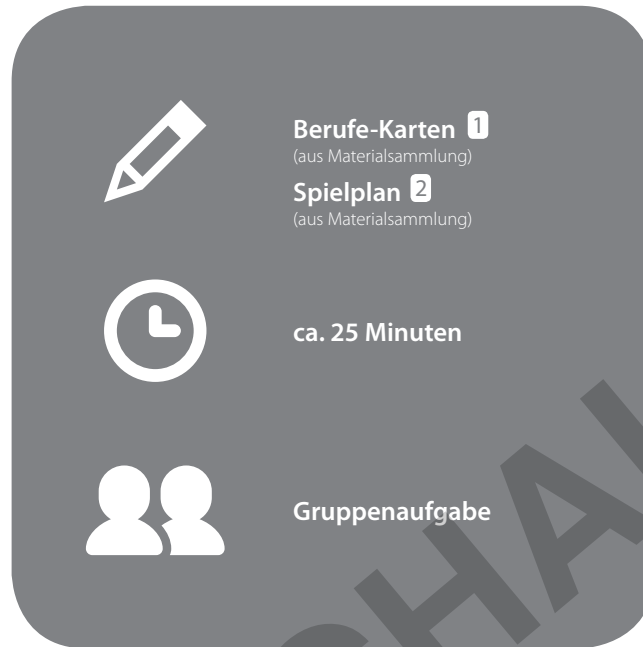 Berufe-Karten 1
(aus Materialsammlung)
Spielplan 2
(aus Materialsammlung)
ca. 25 Minuten
Gruppenaufgabe